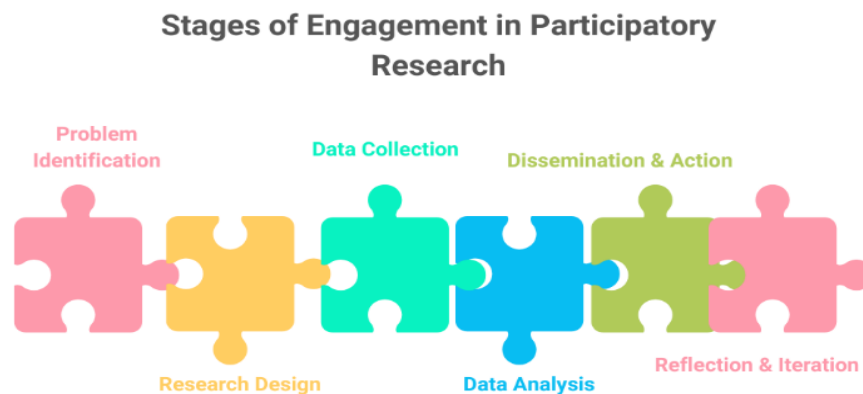 Stages of Engagement in Participatory
Research
Problem
Identification
Data Collection
Dissemination & Action
Research Design
Data Analysis
Reflection & Iteration